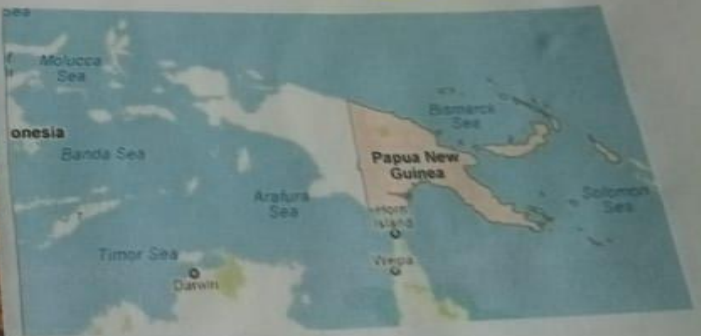 Sea
Molucca
Sea
Bismarck
Sea
onesia
Banda Sea
Papua New
Guinea
Arafura
Sea
Solomon
Sea
Horn
Island
Timor Sea
Weipa
Darwin